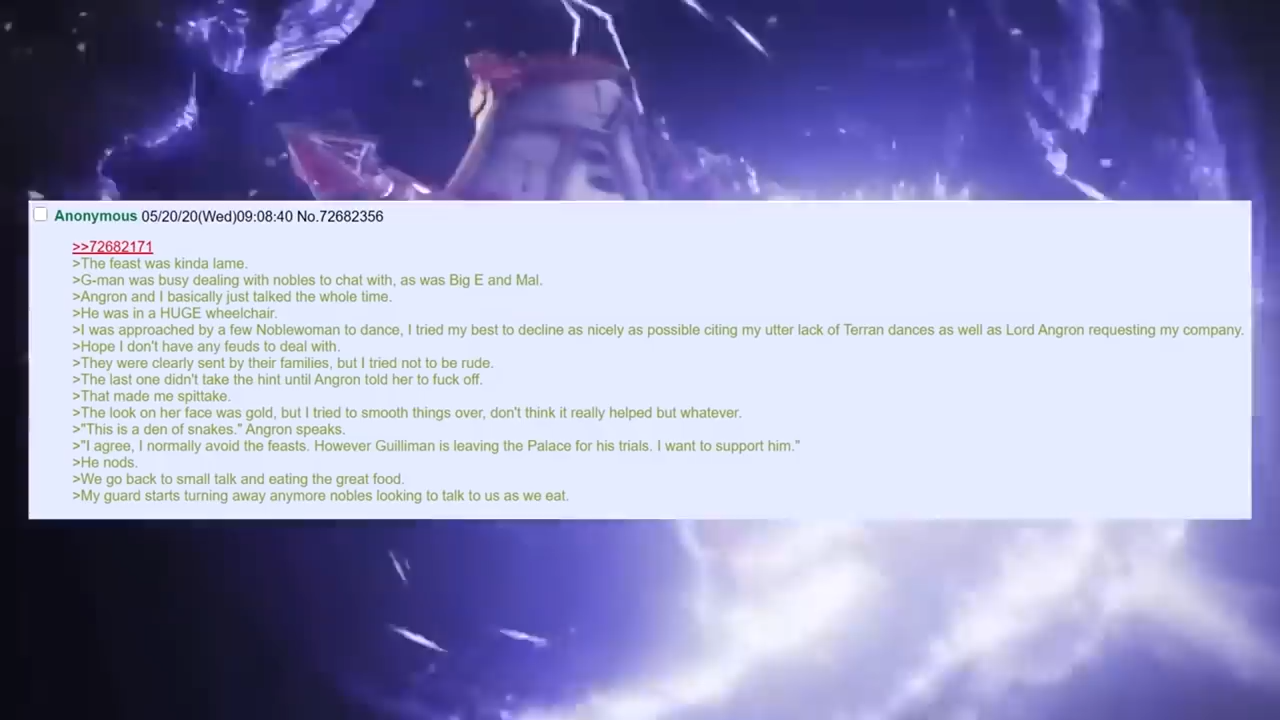 Anonymous 05/20/20(Wed)09:08:40 No.72682356
>>72682171
>The feast was kinda lame.
>G-man was busy dealing with nobles to chat with, as was Big E and Mal.
>Angron and I basically just talked the whole time.
>He was in a HUGE wheelchair.
>I was approached by a few Noblewoman to dance, I tried my best to decline as nicely as possible citing my utter lack of Terran dances as well as Lord Angron requesting my company.
>Hope I don't have any feuds to deal with.
>They were clearly sent by their families, but I tried not to be rude.
>The last one didn't take the hint until Angron told her to fuck off.
>That made me spittake.
>The look on her face was gold, but I tried to smooth things over, don't think it really helped but whatever.
>"This is a den of snakes." Angron speaks.
>"I agree, I normally avoid the feasts. However Guilliman is leaving the Palace for his trials. I want to support him."
>He nods.
>We go back to small talk and eating the great food.
>My guard starts turning away anymore nobles looking to talk to us as we eat.